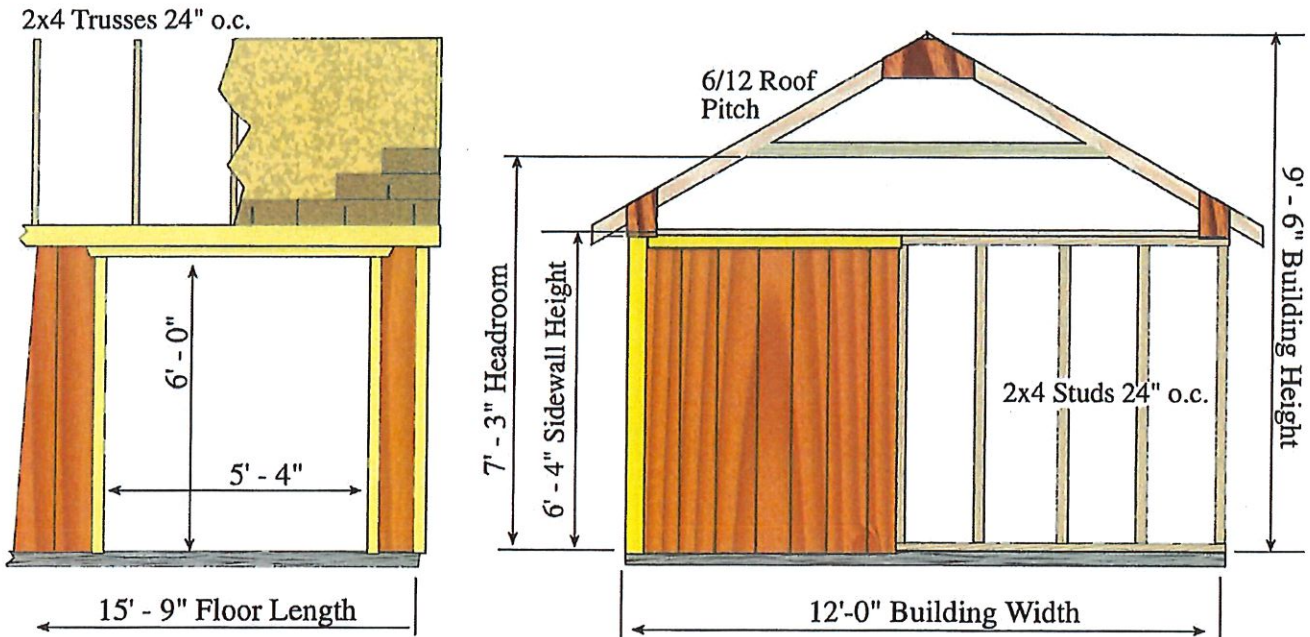 2x4 Trusses 24" o.c.
6' - 0"
5' - 4"
15' - 9" Floor Length
6/12 Roof
Pitch
7' - 3" Headroom
6' - 4" Sidewall Height
2x4 Studs 24" o.c.
9' - 6" Building Height
12'-0" Building Width